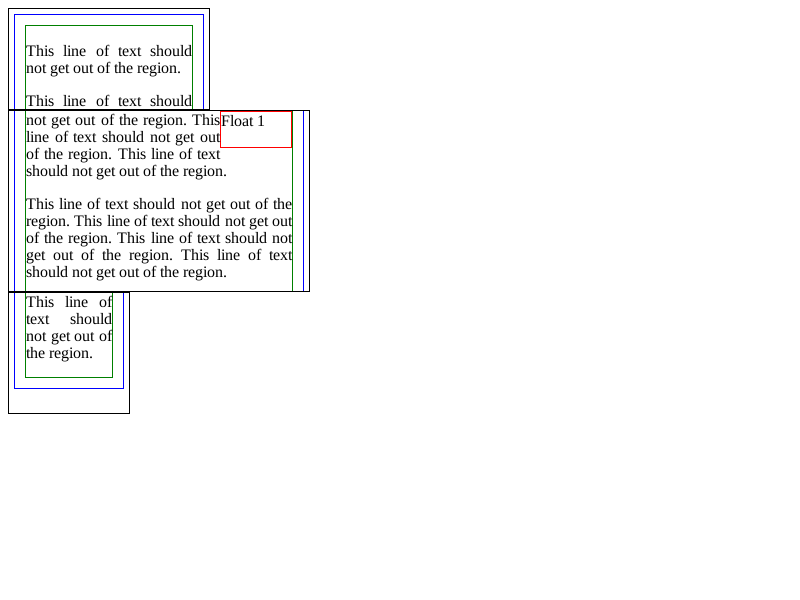 This line of text should
not get out of the region.
This line of text should
not get out of the region. This
Float 1
line of text should not get out
of the region. This line of text
should not get out of the region.
This line of text should not get out of the
region. This line of text should not get out
of the region. This line of text should not
get out of the region. This line of text
should not get out of the region.
This line of
text should
not get out of
the region.